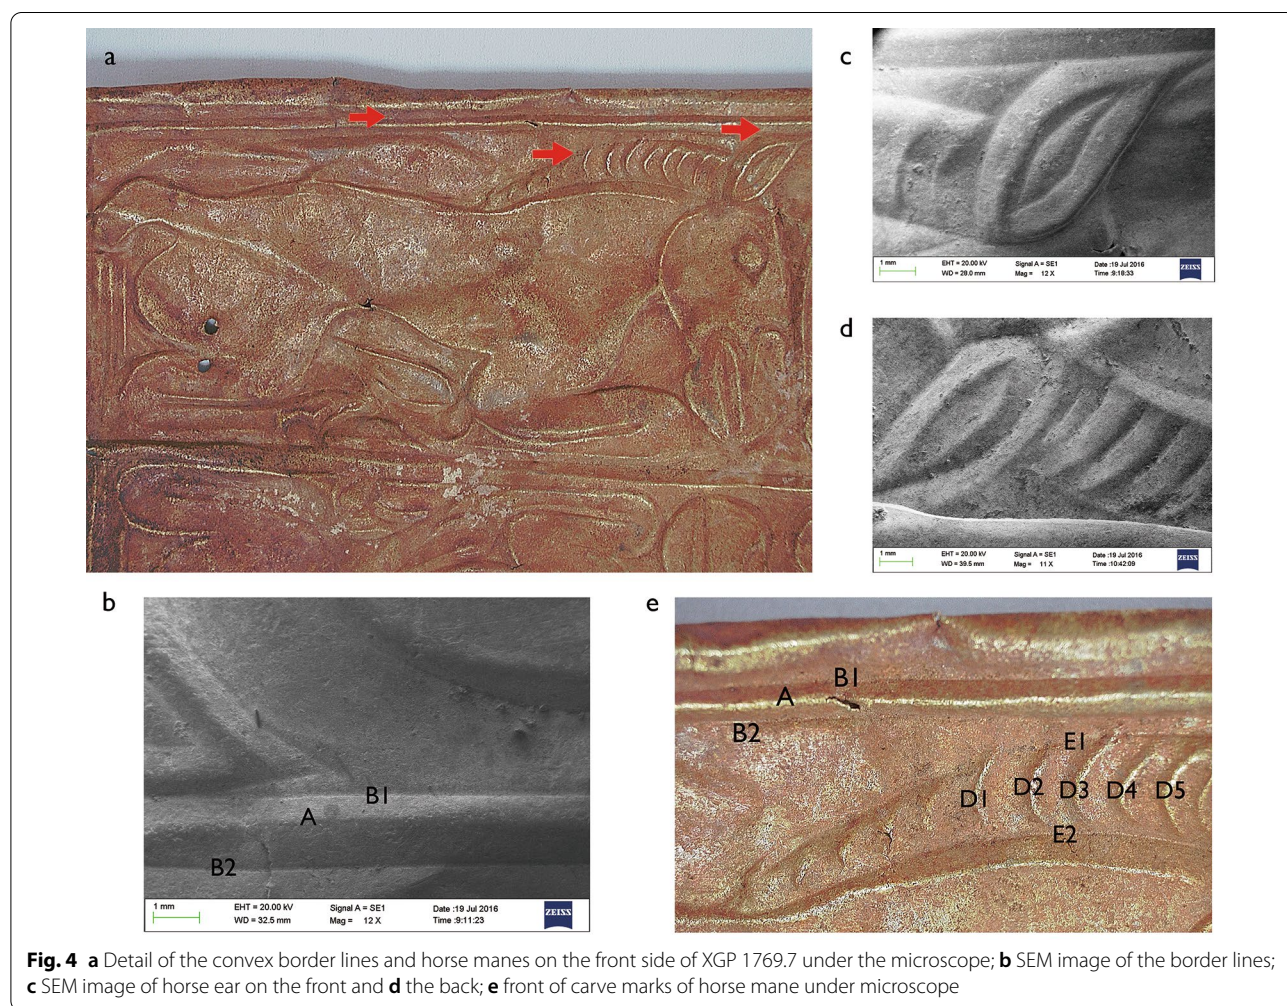 a
c
1 mm
EHT = 20.00 kV
Signal A = SE1
Date :19 Jul 2016
WD = 28.0 mm
Mag = 12 X
Time :9:18:33
ZEISS
d
1 mm
EHT = 20.00 kV
Signal A = SE1
Date :19 Jul 2016
WD = 39.5 mm
Mag = 11 X
Time :10:42:09
ZEISS
b
B1
A
B2
1 mm
EHT = 20.00 kV
Signal A = SE1
Date :19 Jul 2016
WD = 32.5 mm
Mag = 12 X
Time :9:11:23
ZEISS
e
B1
A
B2
E1
D1
D2
D3
D4
D5
E2
Fig. 4 a Detail of the convex border lines and horse manes on the front side of XGP 1769.7 under the microscope; b SEM image of the border lines;
c SEM image of horse ear on the front and d the back; e front of carve marks of horse mane under microscope